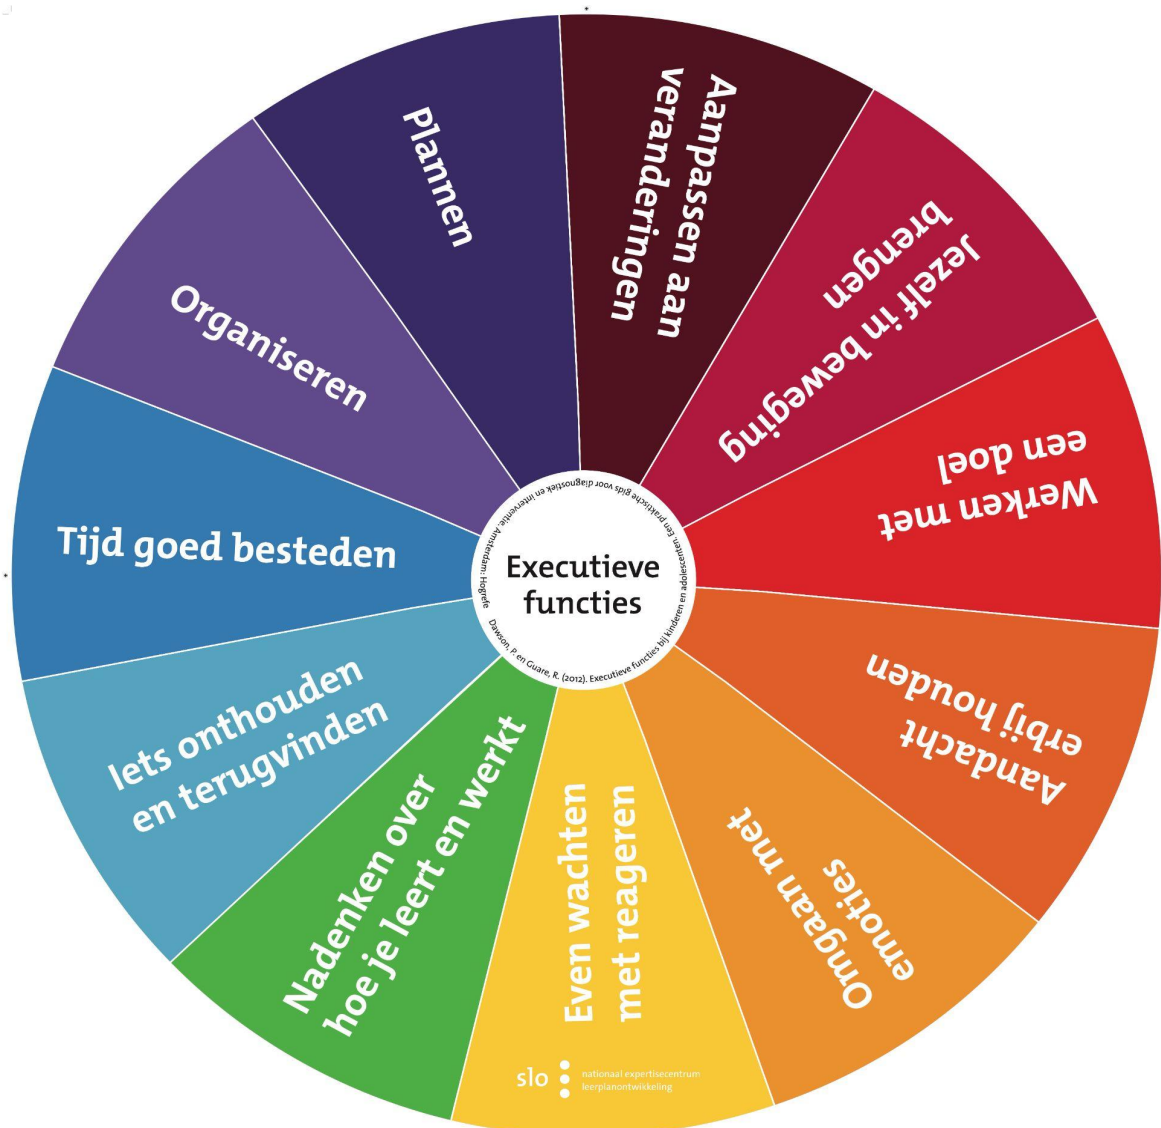 Executieve
functies
Dawson, P. en Guare, R. (2012). Executieve functies bij kinderen en adolescenten. Een praktische gids voor diagnostiek en interventie. Amsterdam: Hogrefe
Aanpassen aan
veranderingen
Jezelf in beweging
brengen
Werken met
een doel
Aandacht
erbij houden
Omgaan met
emoties
Even wachten
met reageren
Nadenken over
hoe je leert en werkt
Iets onthouden
en terugvinden
Tijd goed besteden
Organiseren
Plannen
slo
nationaal expertisecentrum
leerplanontwikkeling